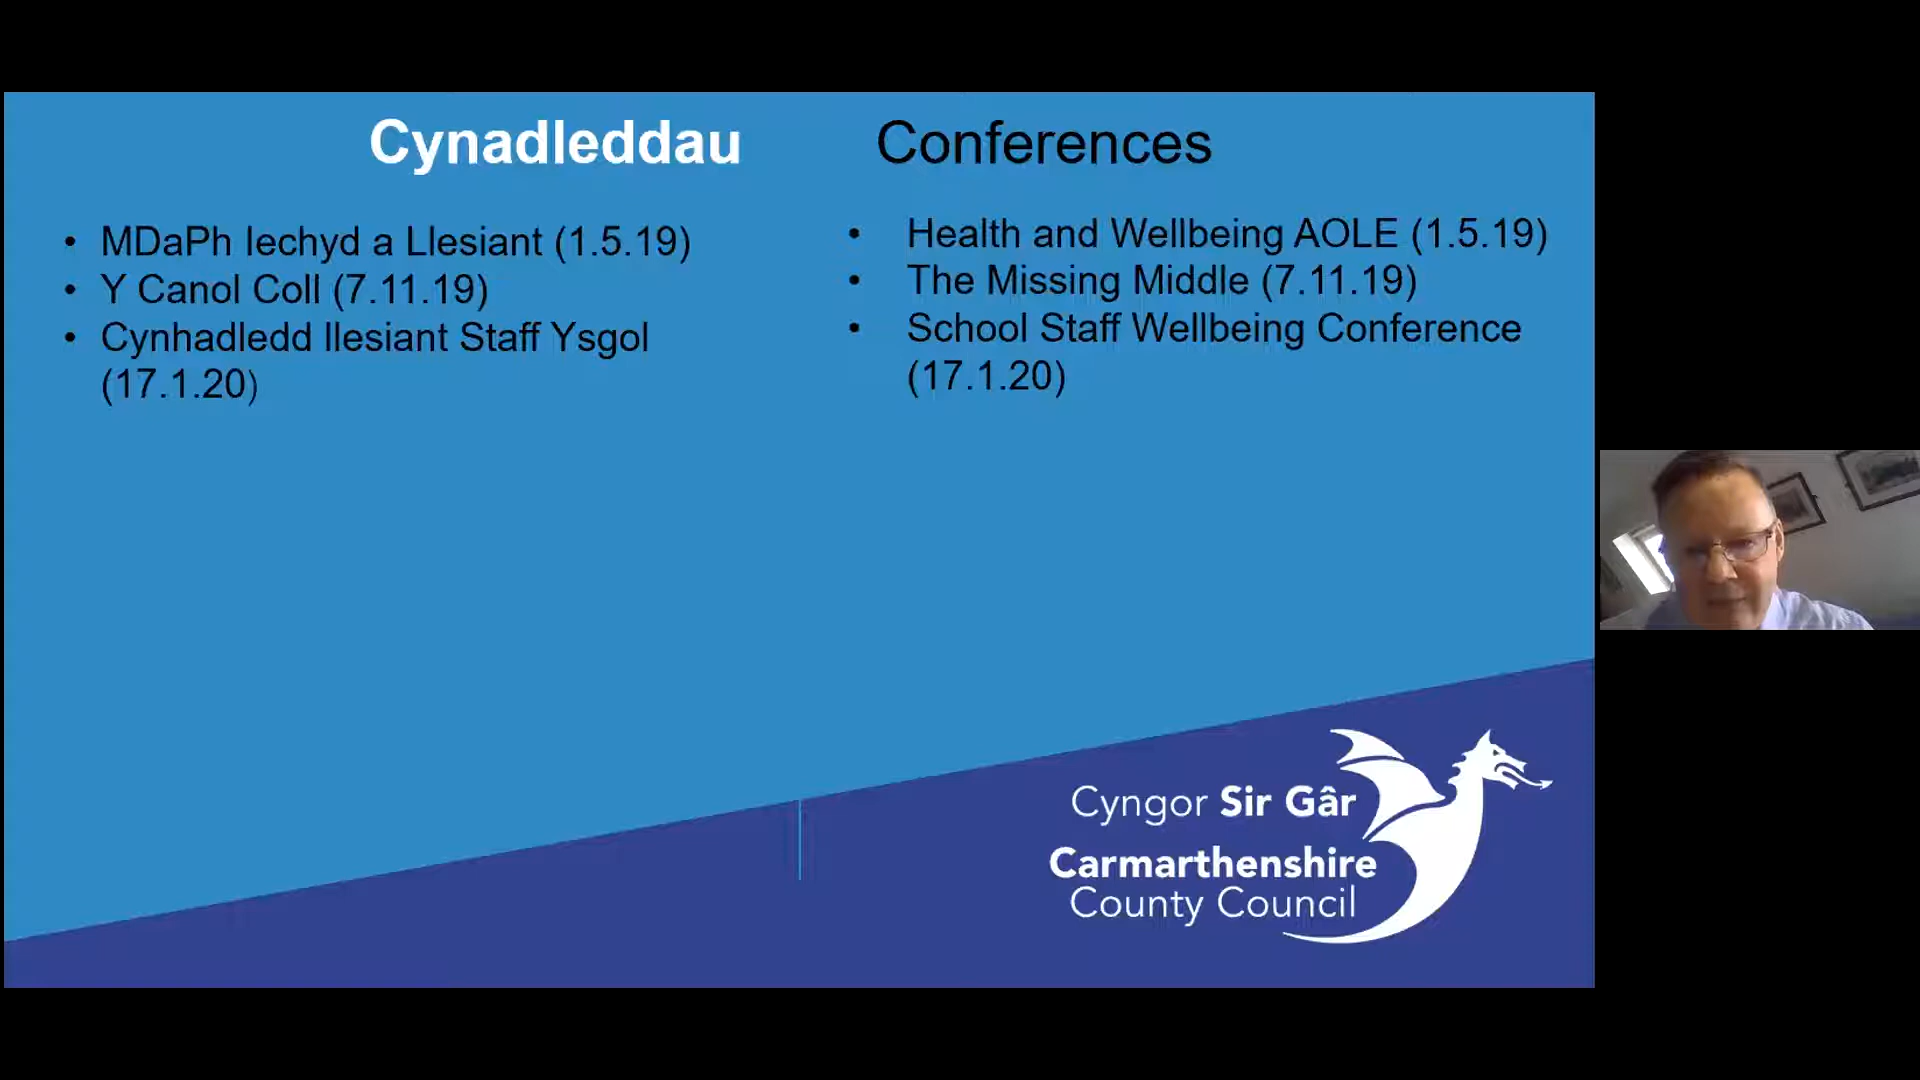 Cynadleddau
• MDaPh Iechyd a Llesiant (1.5.19)
• Y Canol Coll (7.11.19)
• Cynhadledd llesiant Staff Ysgol
(17.1.20)
Conferences
• Health and Wellbeing AOLE (1.5.19)
• The Missing Middle (7.11.19)
• School Staff Wellbeing Conference
(17.1.20)
Cyngor Sir Gâr
Carmarthenshire
County Council